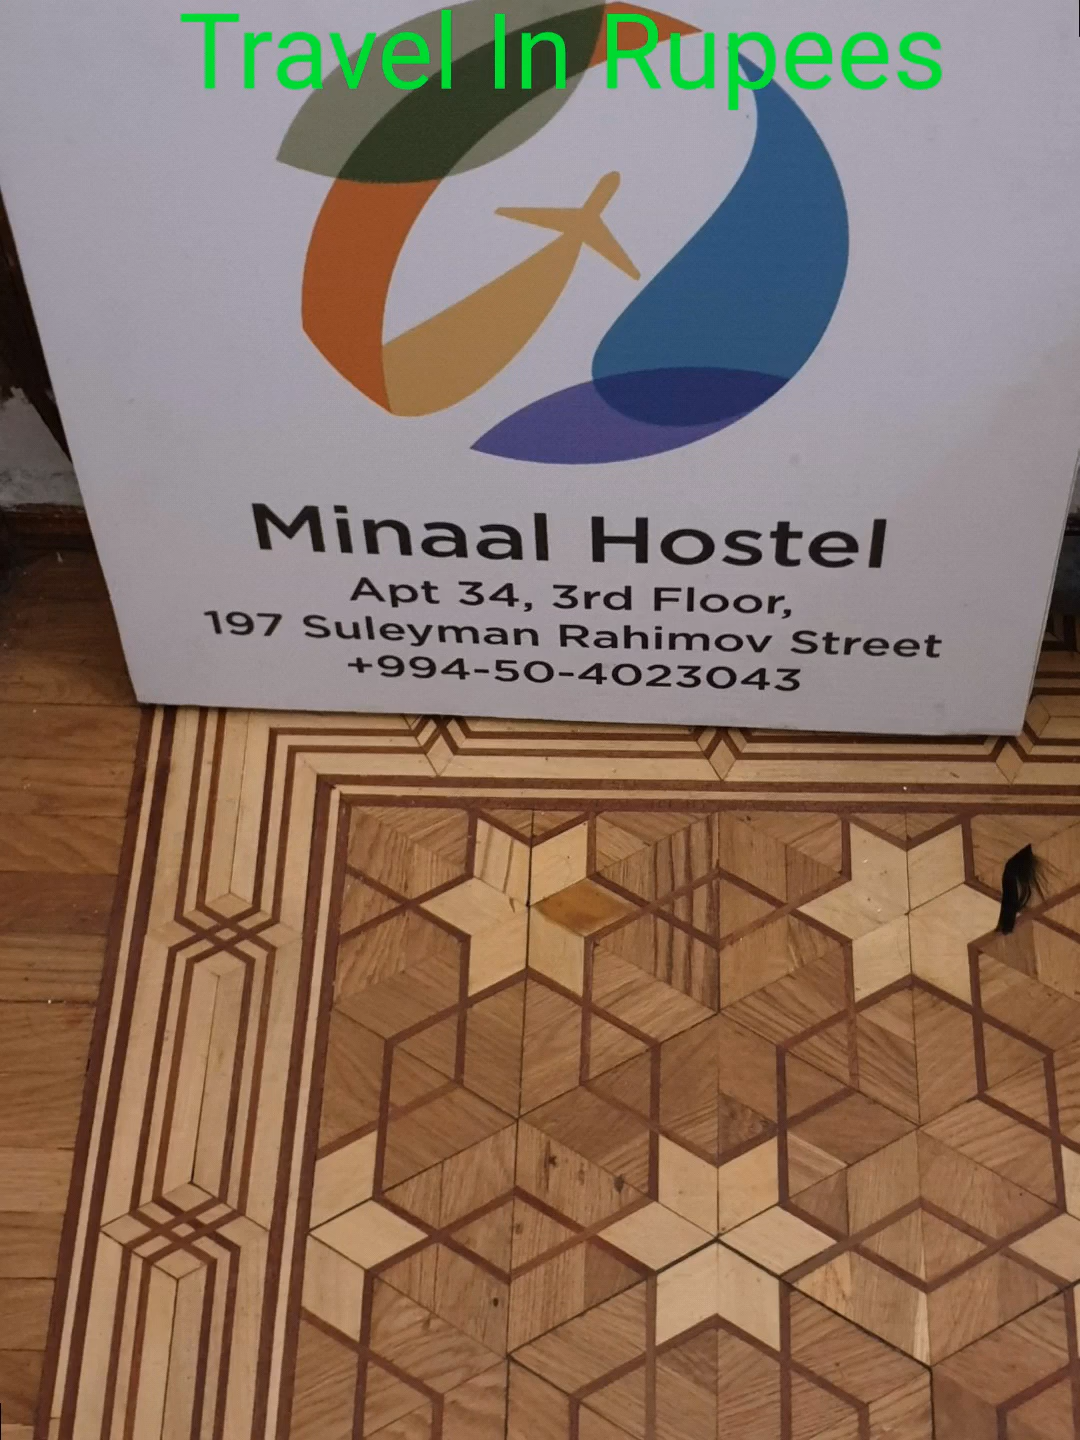 Travel In Rupees
Minaal Hostel
Apt 34, 3rd Floor,
197 Suleyman Rahimov Street
+994-50-4023043